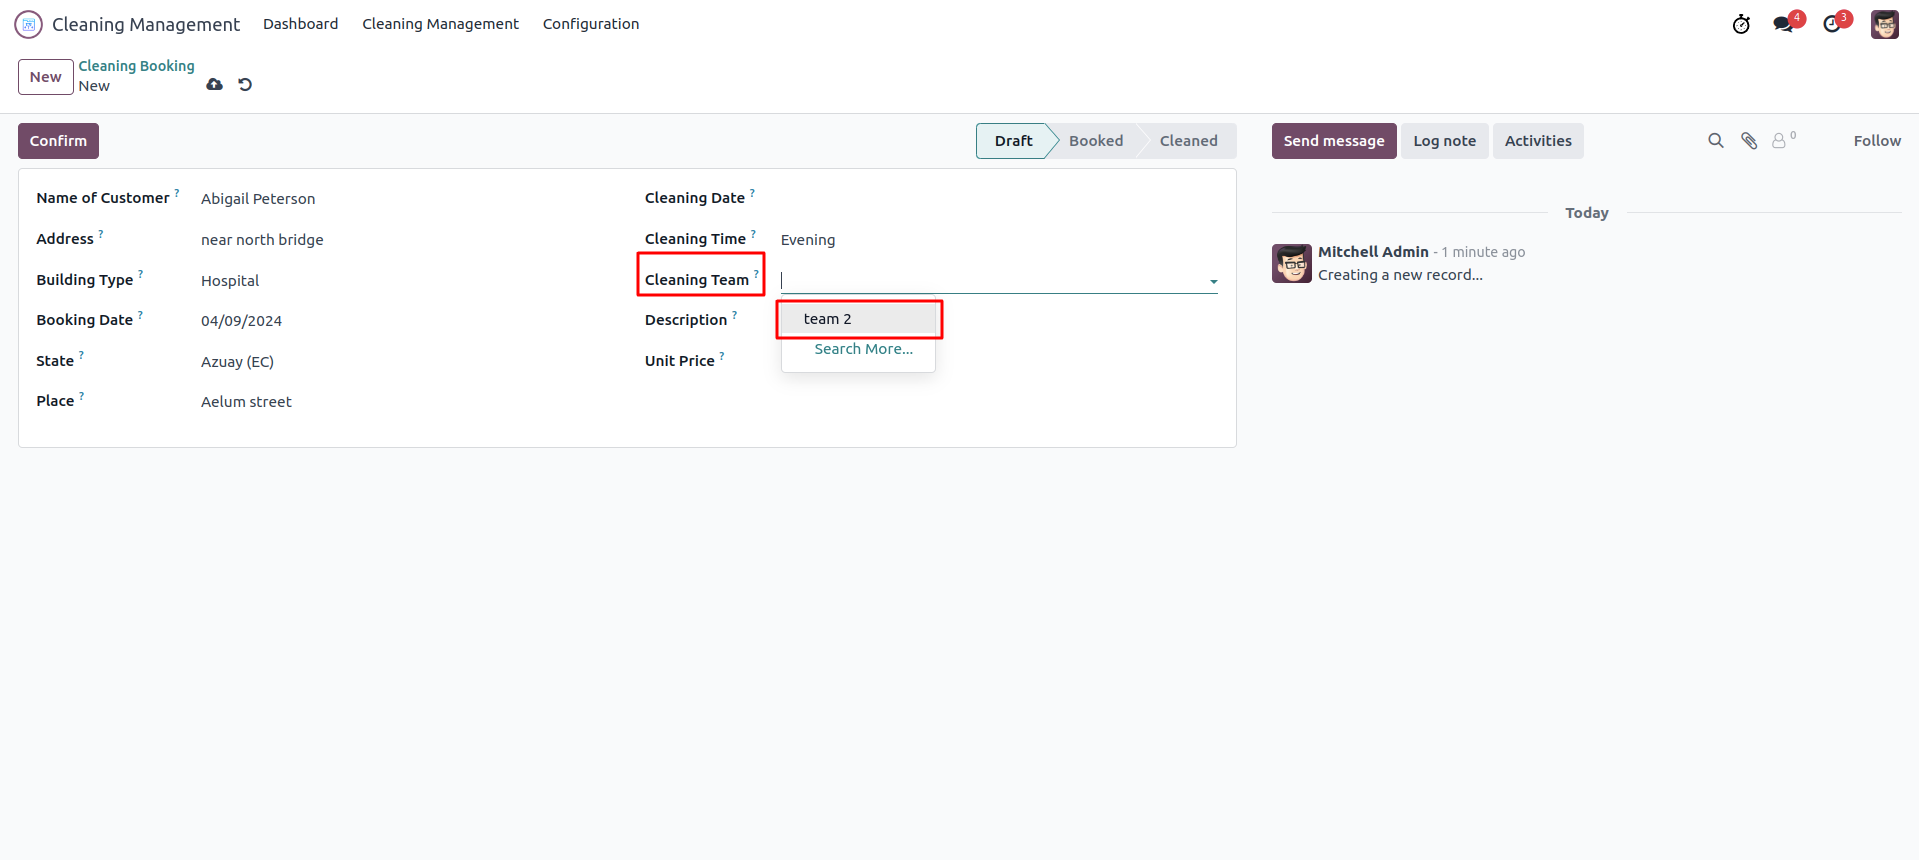 Cleaning Management Dashboard Cleaning Management Configuration 4 3
New Cleaning Booking
New
Confirm Draft Booked Cleaned Send message Log note Activities 0 Follow
Name of Customer ? Abigail Peterson Cleaning Date ?
Address ? near north bridge Cleaning Time ? Evening
Building Type ? Hospital Cleaning Team ?
Booking Date ? 04/09/2024 Description ? team 2
Search More...
State ? Azuay (EC) Unit Price ?
Place ? Aelum street
Today
Mitchell Admin - 1 minute ago
Creating a new record...